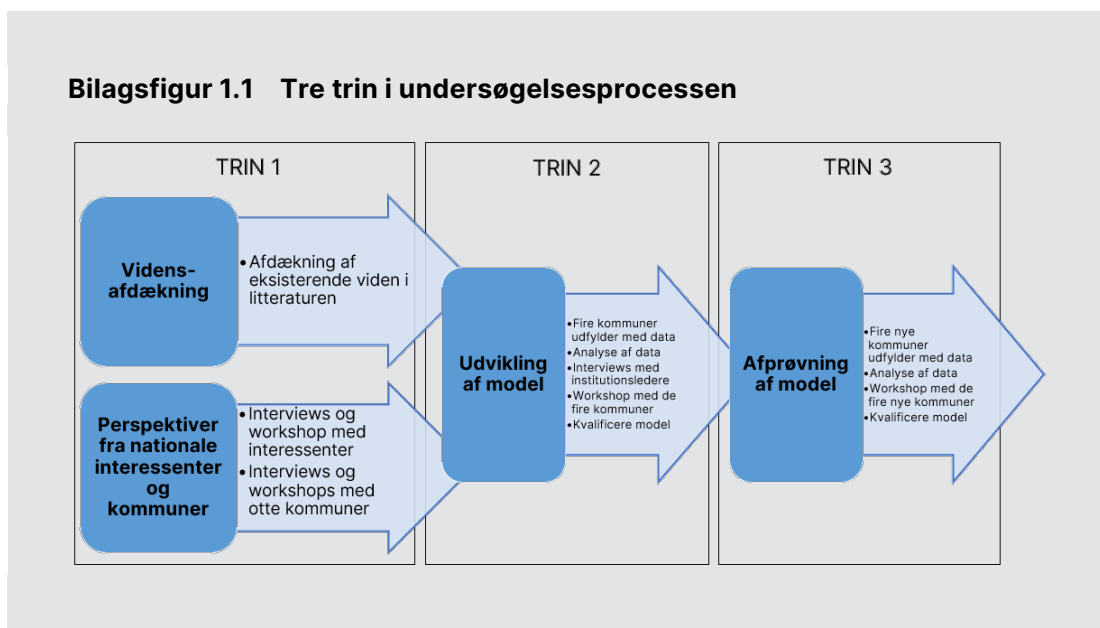 Bilagsfigur 1.1 Tre trin i undersøgelsesprocessen
TRIN 1
Videns-
afdækning
•Afdækning af
eksisterende viden i
litteraturen
Perspektiver
fra nationale
interessenter
og
kommuner
•Interviews og
workshop med
interessenter
•Interviews og
workshops med
otte kommuner
TRIN 2
Udvikling
af model
•Fire kommuner
udfylder med data
•Analyse af data
•Interviews med
institutionsledere
•Workshop med de
fire kommuner
•Kvalificere model
TRIN 3
Afprøvning
af model
•Fire nye
kommuner
udfylder med data
•Analyse af data
•Workshop med de
fire nye kommuner
•Kvalificere model